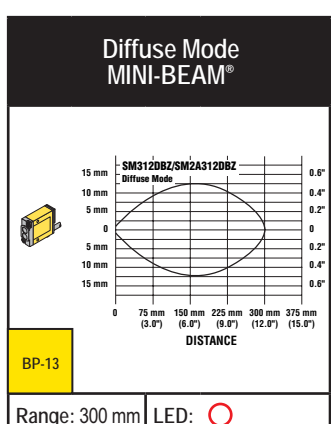 Diffuse Mode
MINI-BEAM®
SM312DBZ/SM2A312DBZ
Diffuse Mode
15 mm
10 mm
5 mm
0
5 mm
10 mm
15 mm
0.6"
0.4"
0.2"
0
0.2"
0.4"
0.6"
0 75 mm 150 mm 225 mm 300 mm 375 mm
(3.0") (6.0") (9.0") (12.0") (15.0")
DISTANCE
BP-13
Range: 300 mm LED: